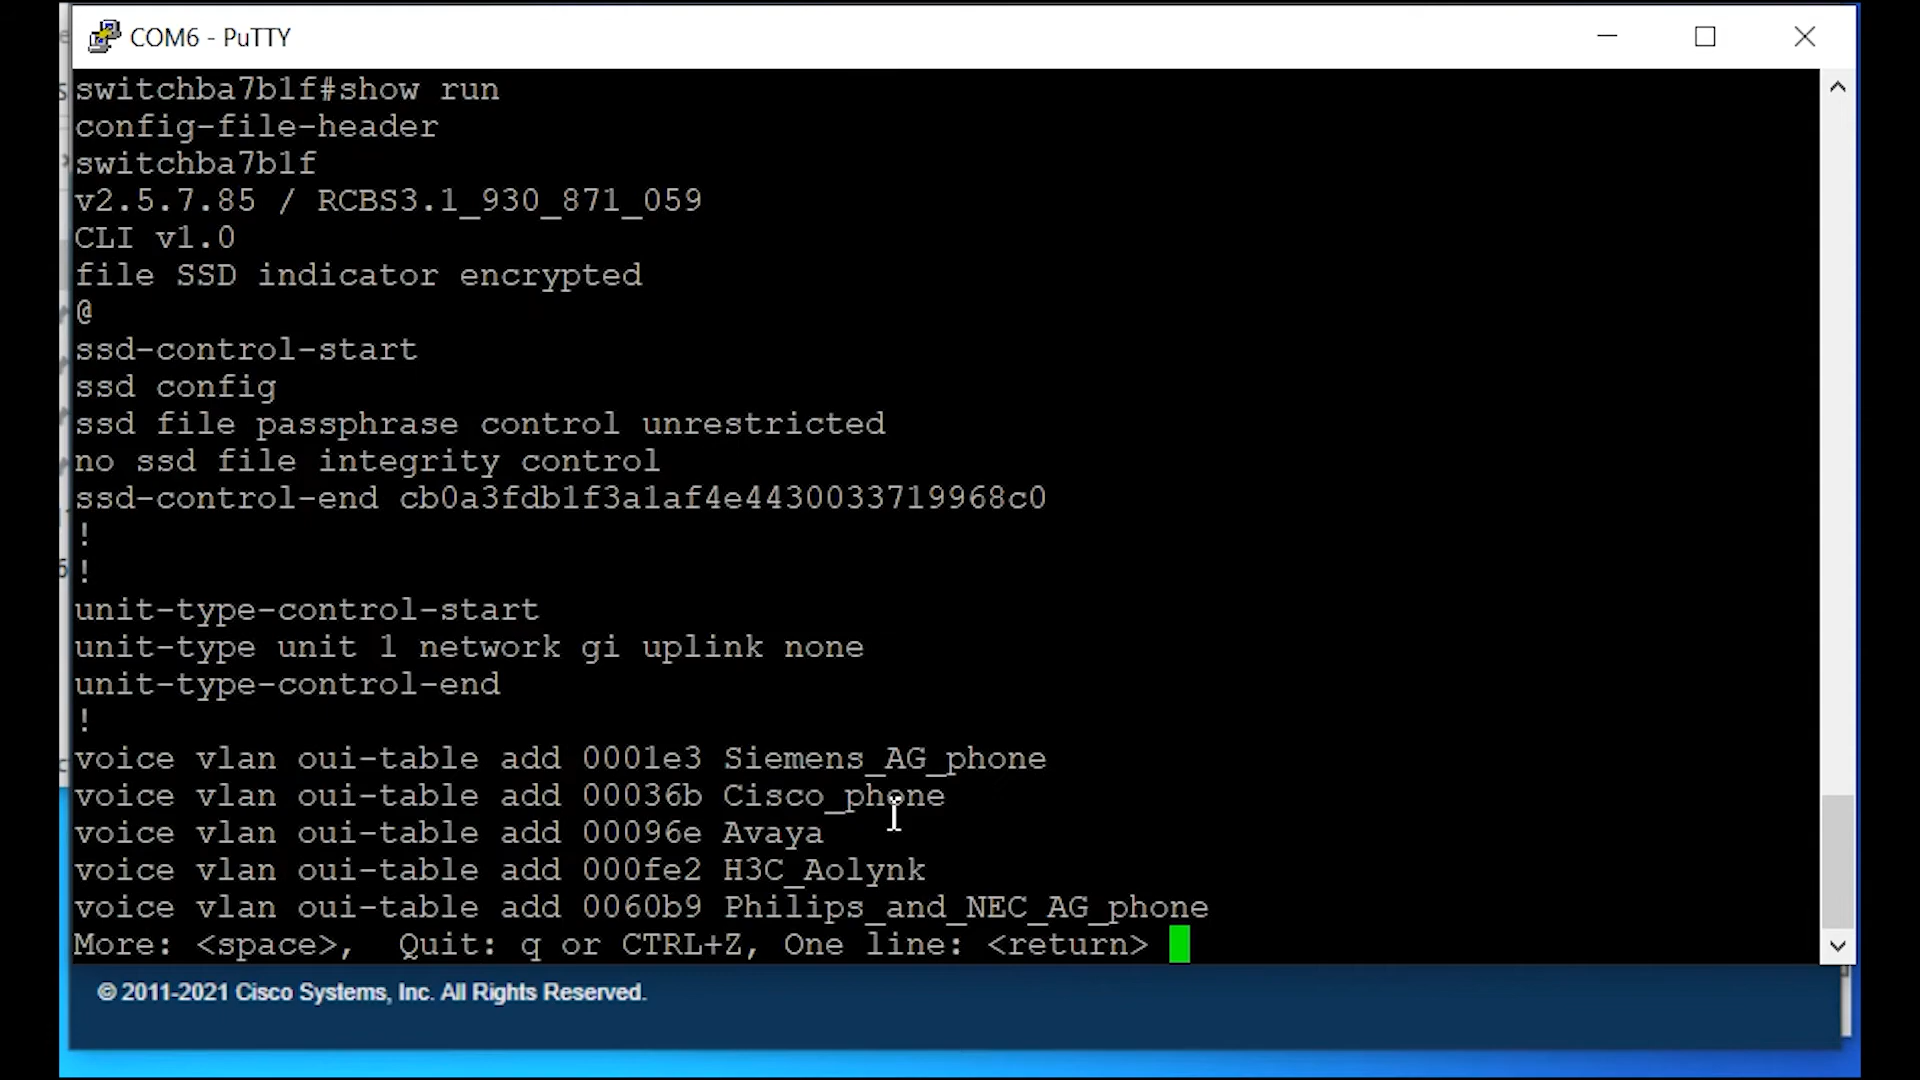 COM6 - PuTTY
switchba7b1f#show run
config-file-header
switchba7b1f
v2.5.7.85 / RCBS3.1_930_871_059
CLI v1.0
file SSD indicator encrypted
@
ssd-control-start
ssd config
ssd file passphrase control unrestricted
no ssd file integrity control
ssd-control-end cb0a3fdb1f3a1af4e4430033719968c0
!
!
unit-type-control-start
unit-type unit 1 network gi uplink none
unit-type-control-end
!
voice vlan oui-table add 0001e3 Siemens_AG_phone
voice vlan oui-table add 00036b Cisco_phone
voice vlan oui-table add 00096e Avaya
voice vlan oui-table add 000fe2 H3C_Aolynk
voice vlan oui-table add 0060b9 Philips_and_NEC_AG_phone
More: <space>,  Quit: q or CTRL+Z, One line: <return>
© 2011-2021 Cisco Systems, Inc. All Rights Reserved.